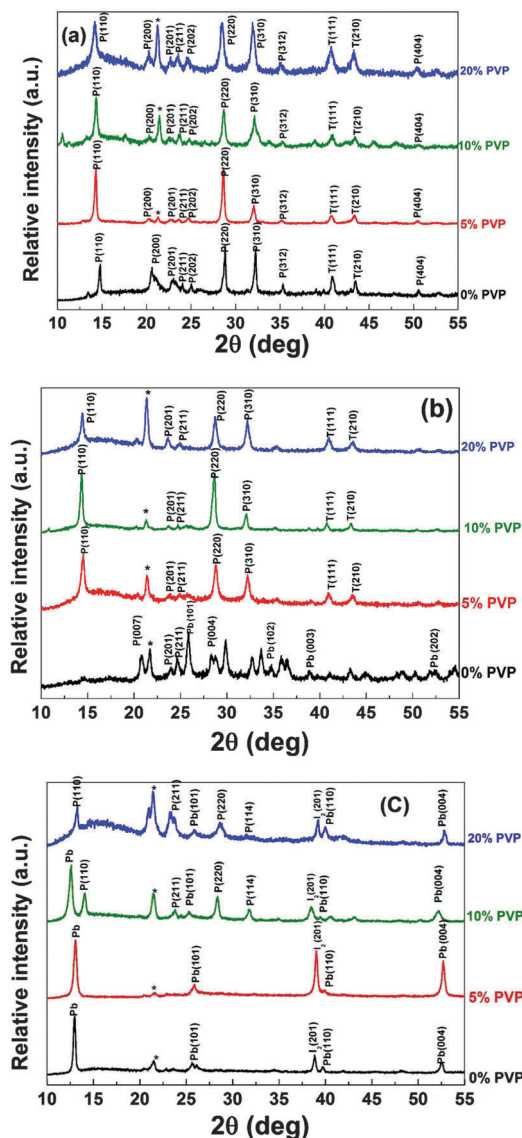 (a)
Relative intensity (a.u.)
P(110) P(200) * P(201) P(211) P(202) P(220) P(310) P(312) T(111) T(210) P(404)
20% PVP
P(110) P(200) * P(201) P(211) P(202) P(220) P(310) P(312) T(111) T(210) P(404)
10% PVP
P(110) P(200) * P(201) P(211) P(202) P(220) P(310) P(312) T(111) T(210) P(404)
5% PVP
P(110) P(200) P(201) P(211) P(202) P(220) P(310) P(312) T(111) T(210) P(404)
0% PVP
10 15 20 25 30 35 40 45 50 55
2θ (deg)
(b)
Relative intensity (a.u.)
P(110) * P(201) P(211) P(220) P(310) T(111) T(210)
20% PVP
P(110) * P(201) P(211) P(220) P(310) T(111) T(210)
10% PVP
P(110) * P(201) P(211) P(220) P(310) T(111) T(210)
5% PVP
P(007) * P(201) P(211) Pb(101) P(004) Pb(102) Pb(003) Pb(202)
0% PVP
10 15 20 25 30 35 40 45 50 55
2θ (deg)
(C)
Relative intensity (a.u.)
P(110) * P(211) Pb(101) P(220) P(114) I2(201) Pb(110) Pb(004)
20% PVP
Pb P(110) * P(211) Pb(101) P(220) P(114) I2(201) Pb(110) Pb(004)
10% PVP
Pb * Pb(101) I2(201) Pb(110) Pb(004)
5% PVP
Pb * Pb(101) I2(201) Pb(110) Pb(004)
0% PVP
10 15 20 25 30 35 40 45 50 55
2θ (deg)